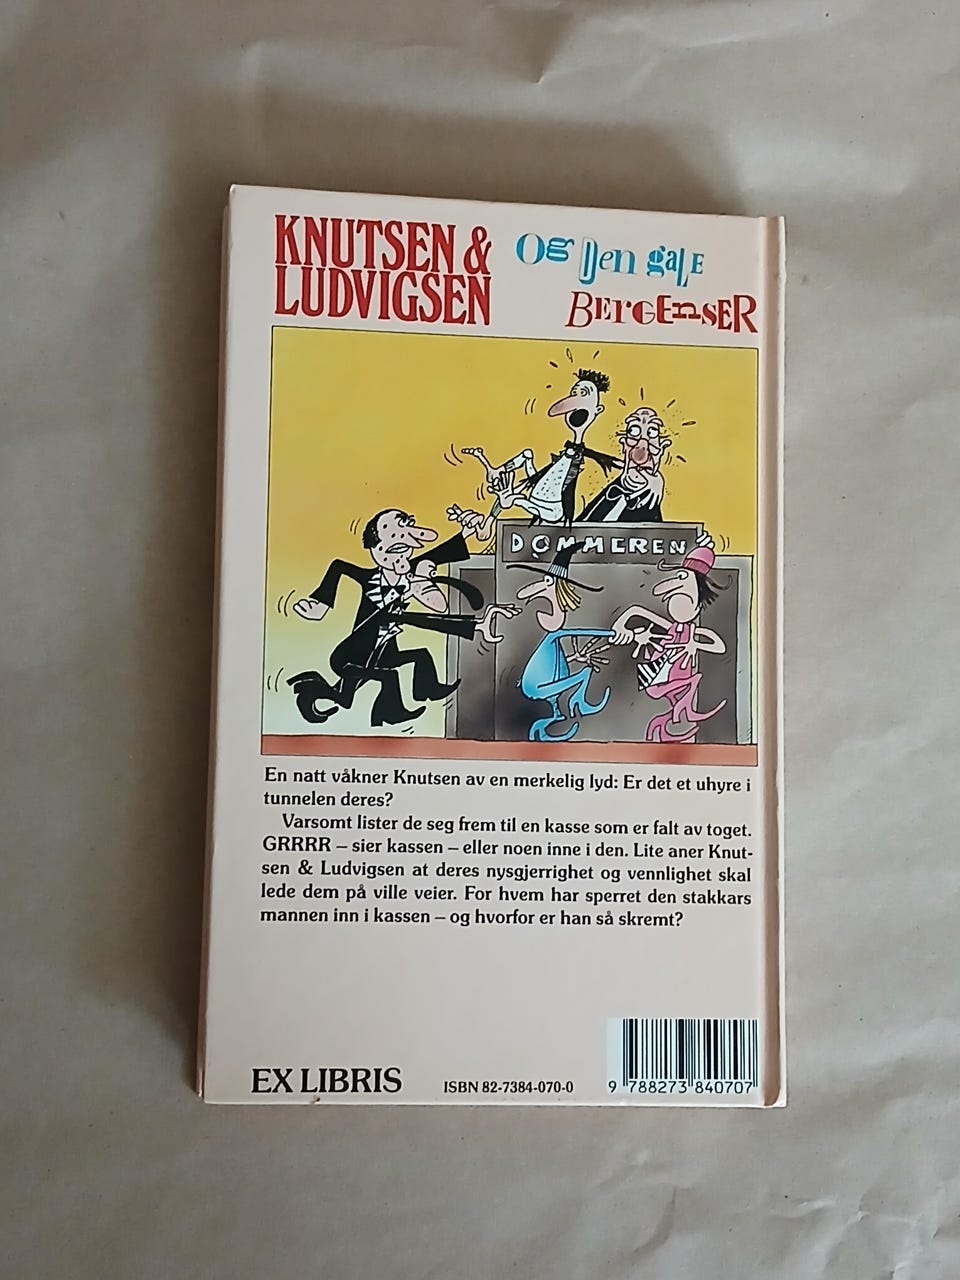 KNUTSEN &
LUDVIGSEN
Og Den gale
Bergenser
DOMMEREN
En natt våkner Knutsen av en merkelig lyd: Er det et uhyre i
tunnelen deres?
Varsomt lister de seg frem til en kasse som er falt av toget.
GRRRR – sier kassen – eller noen inne i den. Lite aner Knut-
sen & Ludvigsen at deres nysgjerrighet og vennlighet skal
lede dem på ville veier. For hvem har sperret den stakkars
mannen inn i kassen – og hvorfor er han så skremt?
EX LIBRIS
ISBN 82-7384-070-0
9 788273 840707